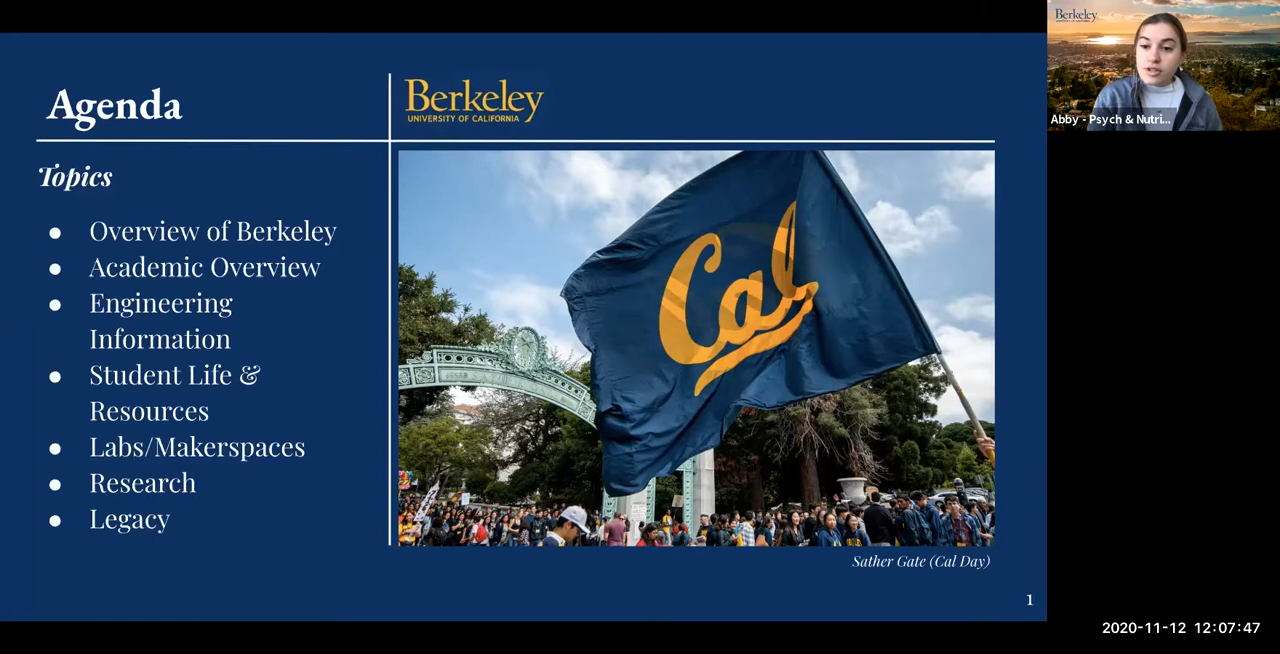 Agenda
Berkeley
UNIVERSITY OF CALIFORNIA
Topics
● Overview of Berkeley
● Academic Overview
● Engineering
Information
● Student Life &
Resources
● Labs/Makerspaces
● Research
● Legacy
Cal
Sather Gate (Cal Day)
1
Berkeley
Abby - Psych & Nutri...
2020-11-12 12:07:47